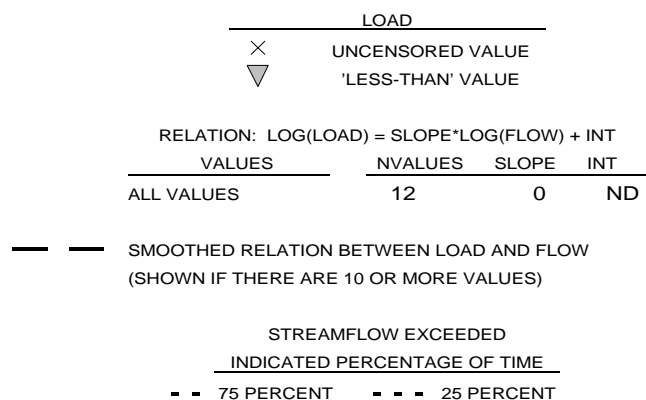 LOAD
UNCENSORED VALUE
'LESS-THAN' VALUE
RELATION: LOG(LOAD) = SLOPE*LOG(FLOW) + INT
VALUES NVALUES SLOPE INT
ALL VALUES 12 0 ND
SMOOTHED RELATION BETWEEN LOAD AND FLOW
(SHOWN IF THERE ARE 10 OR MORE VALUES)
STREAMFLOW EXCEEDED
INDICATED PERCENTAGE OF TIME
75 PERCENT 25 PERCENT